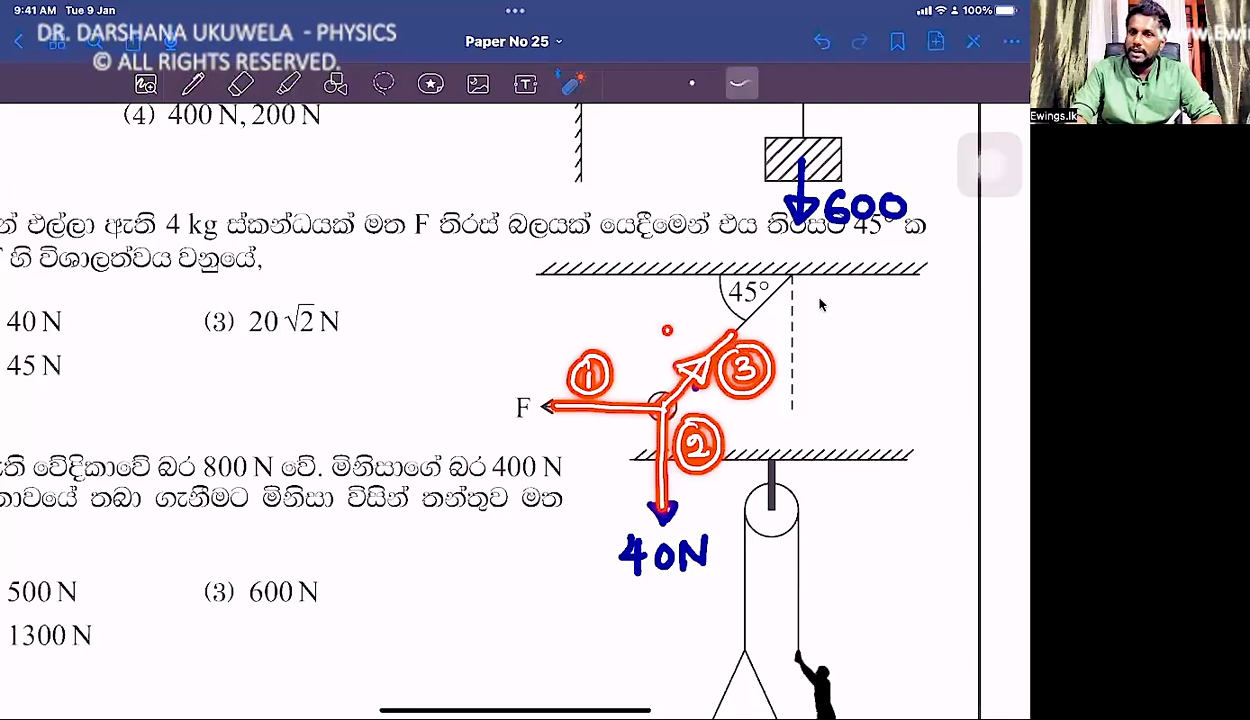 9:41 AM Tue 9 Jan
100%
DR. DARSHANA UKUWELA - PHYSICS
© ALL RIGHTS RESERVED.
Paper No 25
Ewings.lk
(4) 400 N, 200 N
600
න් එල්ලා ඇති 4 kg ස්කන්ධයක් මත F තිරස් බලයක් යෙදීමෙන් එය තිරසට 45° ක
හි විශාලත්වය වනුයේ,
45°
40 N
(3) 20 √2 N
45 N
1
3
F
2
40N
ති වේදිකාවේ බර 800 N වේ. මිනිසාගේ බර 400 N
තාවයේ තබා ගැනීමට මිනිසා විසින් තන්තුව මත
500 N
(3) 600 N
1300 N